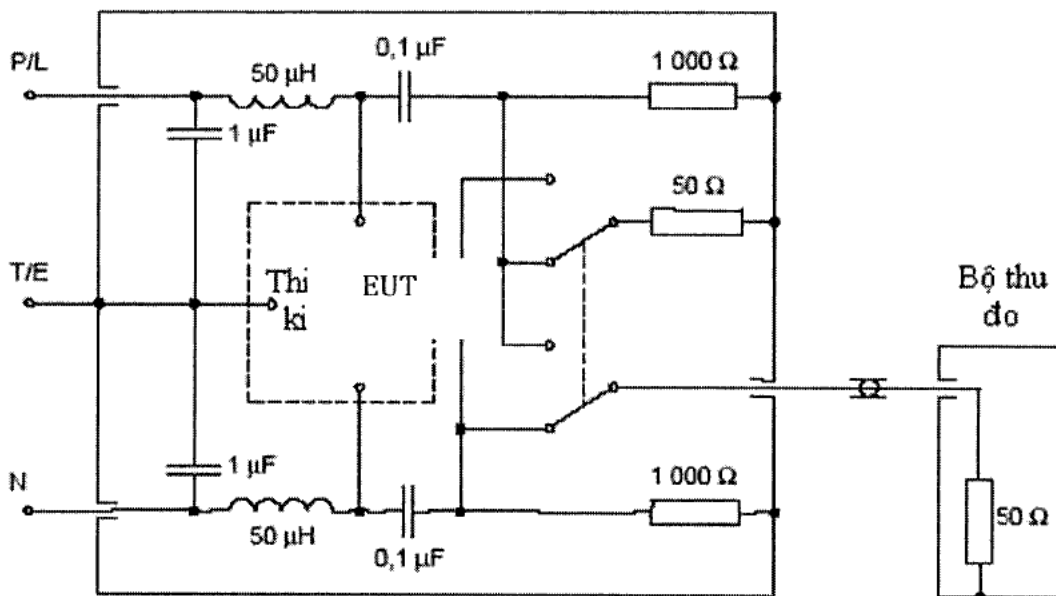 P/L
50 µH
0,1 µF
1 000 Ω
1 µF
50 Ω
T/E
Thi
ki
EUT
Bộ thu
đo
N
1 µF
50 µH
0,1 µF
1 000 Ω
50 Ω